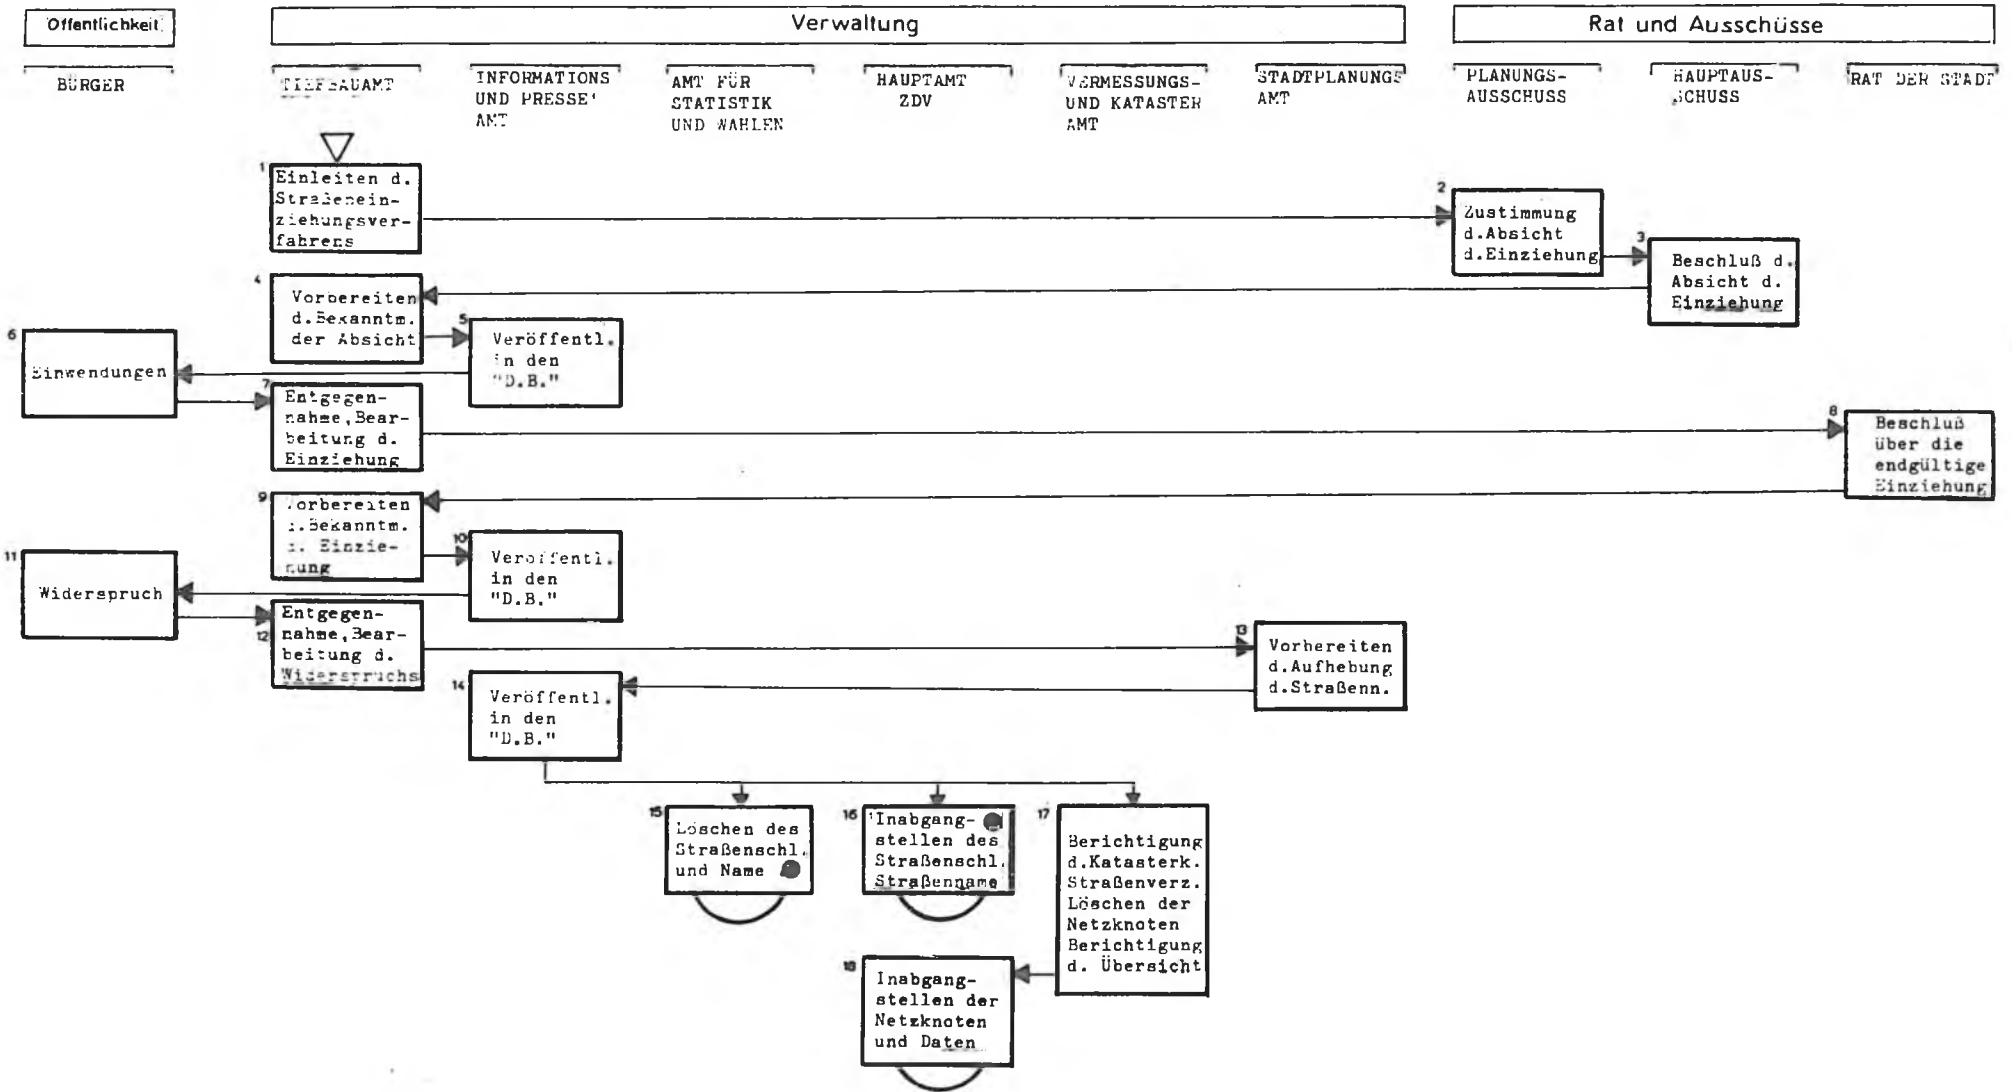 Öffentlichkeit
Verwaltung
Rat und Ausschüsse
BÜRGER
TIEFBAUAMT
INFORMATIONS
UND PRESSE'
AMT
AMT FÜR
STATISTIK
UND WAHLEN
HAUPTAMT
ZDV
VERMESSUNGS-
UND KATASTER
AMT
STADTPLANUNGS
AMT
PLANUNGS-
AUSSCHUSS
HAUPTAUS-
SCHUSS
RAT DER STADT
1
Einleiten d.
Straßenein-
ziehungsver-
fahrens
2
Zustimmung
d.Absicht
d.Einziehung
3
Beschluß d.
Absicht d.
Einziehung
4
Vorbereiten
d.Bekanntm.
der Absicht
5
Veröffentl.
in den
"D.B."
6
Einwendungen
7
Entgegen-
nahme,Bear-
beitung d.
Einziehung
8
Beschluß
über die
endgültige
Einziehung
9
Vorbereiten
d.Bekanntm.
d. Einzie-
hung
10
Veröffentl.
in den
"D.B."
11
Widerspruch
12
Entgegen-
nahme,Bear-
beitung d.
Widerspruchs
13
Vorbereiten
d.Aufhebung
d.Straßenn.
14
Veröffentl.
in den
"D.B."
15
Löschen des
Straßenschl.
und Name
16
Inabgang-
stellen des
Straßenschl.
Straßenname
17
Berichtigung
d.Katasterk.
Straßenverz.
Löschen der
Netzknoten
Berichtigung
d. Übersicht
18
Inabgang-
stellen der
Netzknoten
und Daten